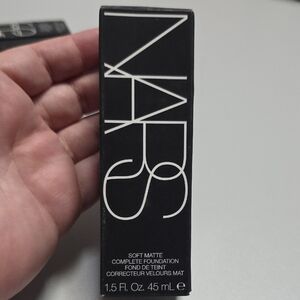 NARS
SOFT MATTE
COMPLETE FOUNDATION
FOND DE TEINT
CORRECTEUR VELOURS MAT
1.5 Fl. Oz. 45 mL ℮